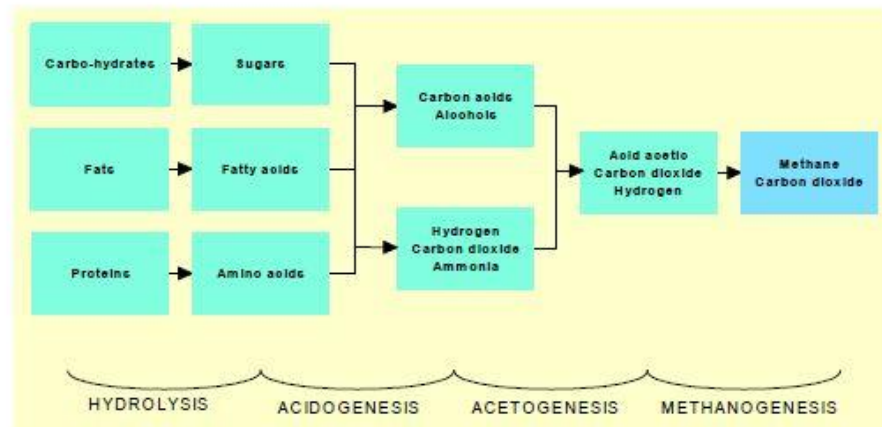 Carbo-hydrates
Sugars
Carbon acids
Alcohols
Fats
Fatty acids
Acid acetic
Carbon dioxide
Hydrogen
Methane
Carbon dioxide
Proteins
Amino acids
Hydrogen
Carbon dioxide
Ammonia
HYDROLYSIS
ACIDOGENESIS
ACETOGENESIS
METHANOGENESIS